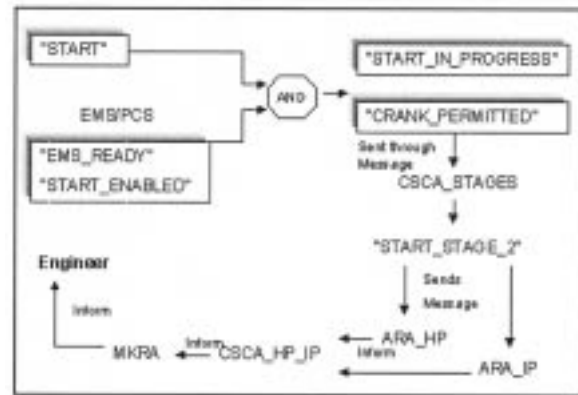 "START"
"START_IN_PROGRESS"
AND
EMS/PCS
"CRANK_PERMITTED"
"EMS_READY"
"START_ENABLED"
Sent through
Message
CSCA_STAGES
"START_STAGE_2"
Engineer
Sends
Message
Inform
ARA_HP
Inform
MKRA
CSCA_HP_IP
Inform
ARA_IP